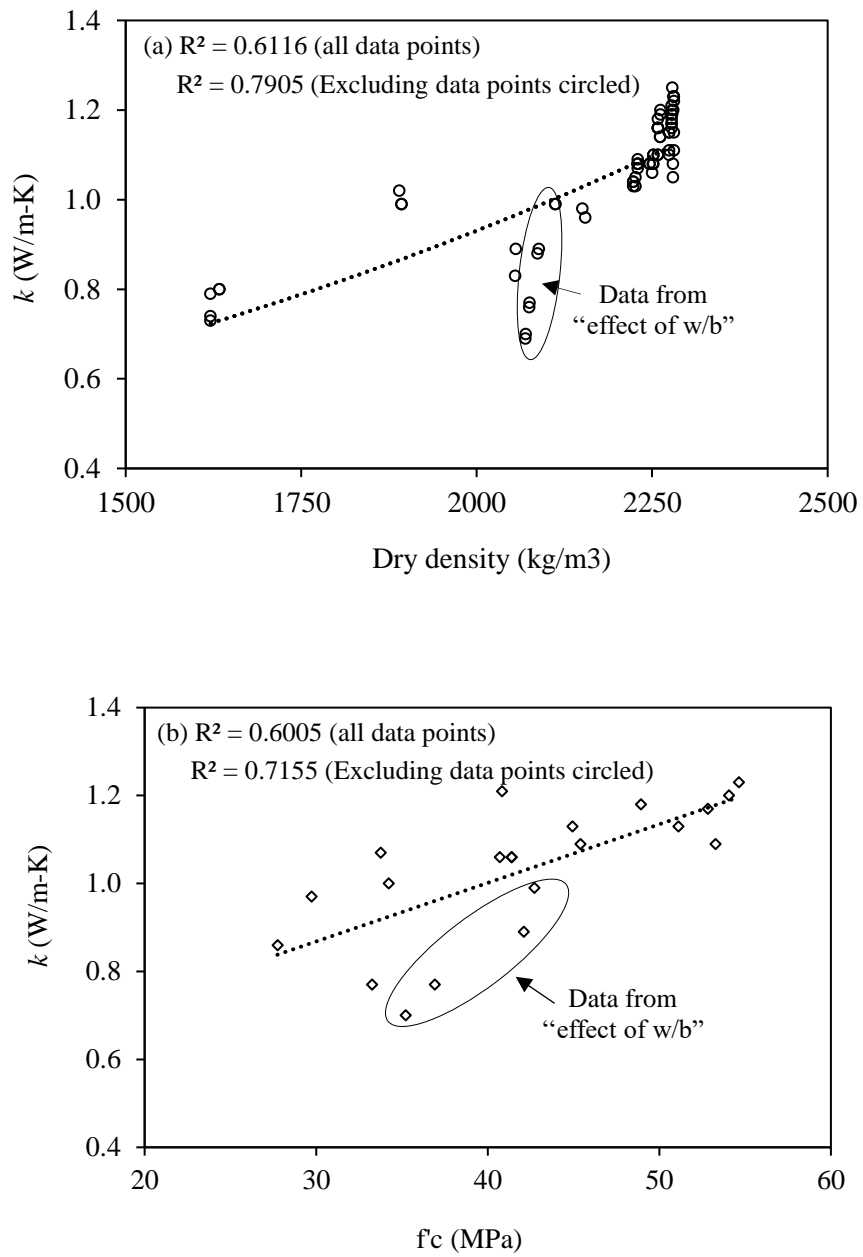 (a) R² = 0.6116 (all data points)
R² = 0.7905 (Excluding data points circled)
1.4
1.2
1.0
0.8
0.6
0.4
k (W/m-K)
Data from
“effect of w/b”
1500
1750
2000
2250
2500
Dry density (kg/m3)
(b) R² = 0.6005 (all data points)
R² = 0.7155 (Excluding data points circled)
1.4
1.2
1.0
0.8
0.6
0.4
k (W/m-K)
Data from
“effect of w/b”
20
30
40
50
60
f'c (MPa)